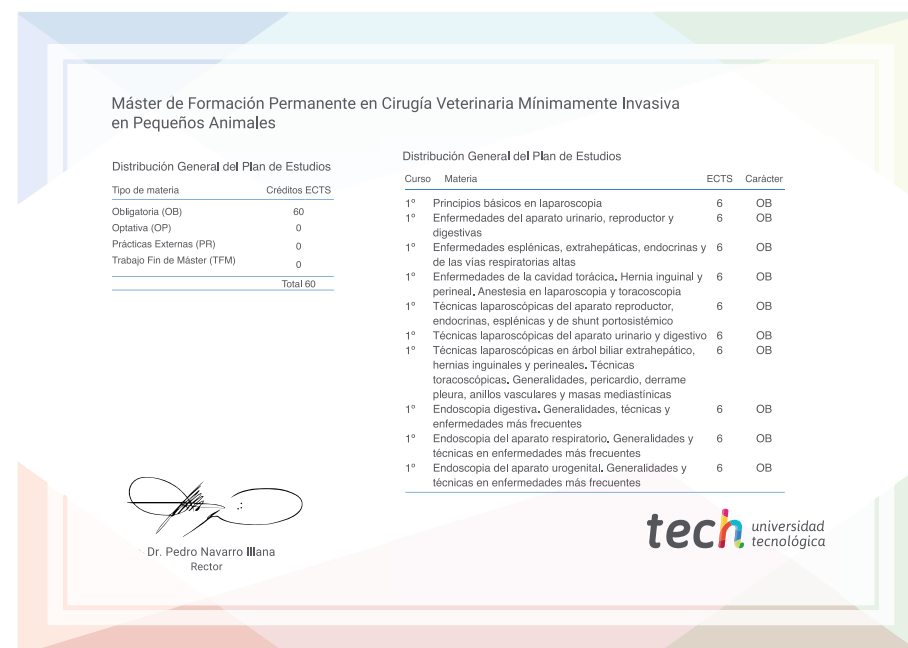 Máster de Formación Permanente en Cirugía Veterinaria Mínimamente Invasiva
en Pequeños Animales
Distribución General del Plan de Estudios
Tipo de materia Créditos ECTS
Obligatoria (OB) 60
Optativa (OP) 0
Prácticas Externas (PR) 0
Trabajo Fin de Máster (TFM) 0
Total 60
Distribución General del Plan de Estudios
Curso Materia ECTS Carácter
1º Principios básicos en laparoscopia 6 OB
1º Enfermedades del aparato urinario, reproductor y 6 OB
digestivas
1º Enfermedades esplénicas, extrahepáticas, endocrinas y 6 OB
de las vías respiratorias altas
1º Enfermedades de la cavidad torácica. Hernia inguinal y 6 OB
perineal. Anestesia en laparoscopia y toracoscopia
1º Técnicas laparoscópicas del aparato reproductor, 6 OB
endocrinas, esplénicas y de shunt portosistémico
1º Técnicas laparoscópicas del aparato urinario y digestivo 6 OB
1º Técnicas laparoscópicas en árbol biliar extrahepático, 6 OB
hernias inguinales y perineales. Técnicas
toracoscópicas. Generalidades, pericardio, derrame
pleura, anillos vasculares y masas mediastínicas
1º Endoscopia digestiva. Generalidades, técnicas y 6 OB
enfermedades más frecuentes
1º Endoscopia del aparato respiratorio. Generalidades y 6 OB
técnicas en enfermedades más frecuentes
1º Endoscopia del aparato urogenital. Generalidades y 6 OB
técnicas en enfermedades más frecuentes
Dr. Pedro Navarro Illana
Rector
tech universidad
tecnológica